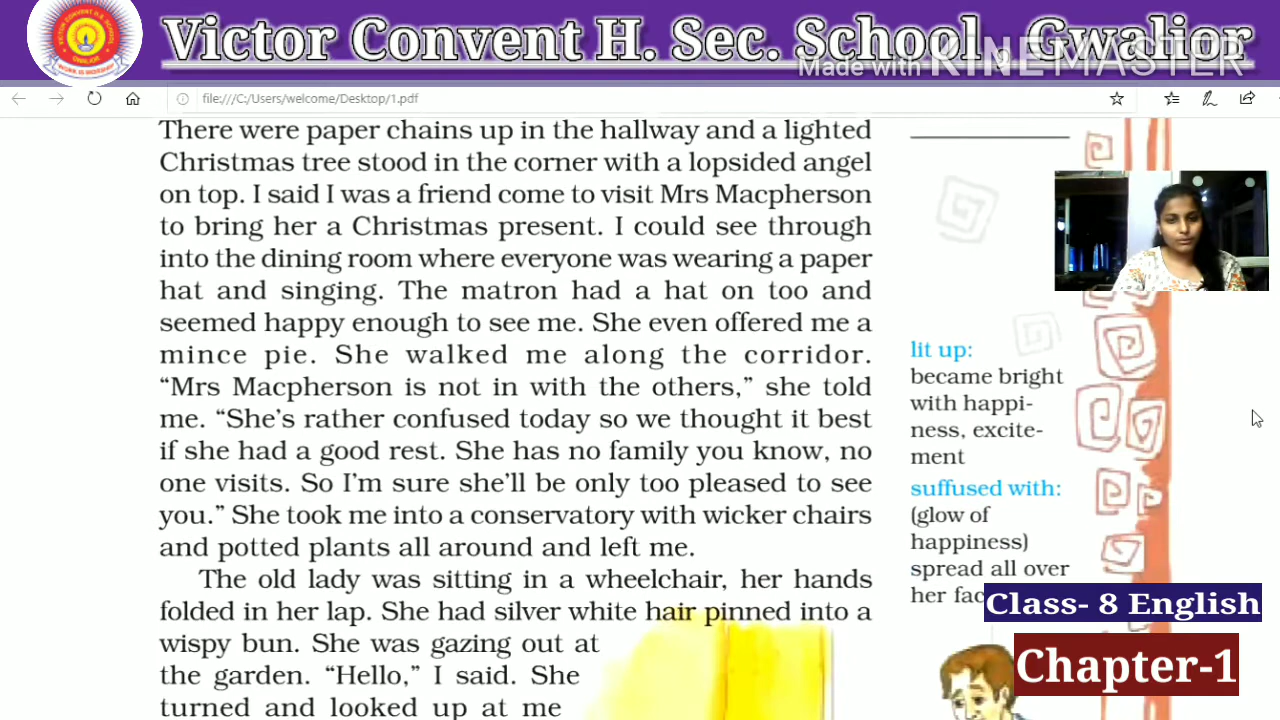 Victor Convent H. Sec. School , Gwalior
Made with KINEMASTER
file:///C:/Users/welcome/Desktop/1.pdf
There were paper chains up in the hallway and a lighted
Christmas tree stood in the corner with a lopsided angel
on top. I said I was a friend come to visit Mrs Macpherson
to bring her a Christmas present. I could see through
into the dining room where everyone was wearing a paper
hat and singing. The matron had a hat on too and
seemed happy enough to see me. She even offered me a
mince pie. She walked me along the corridor.
“Mrs Macpherson is not in with the others,” she told
me. “She’s rather confused today so we thought it best
if she had a good rest. She has no family you know, no
one visits. So I’m sure she’ll be only too pleased to see
you.” She took me into a conservatory with wicker chairs
and potted plants all around and left me.
The old lady was sitting in a wheelchair, her hands
folded in her lap. She had silver white hair pinned into a
wispy bun. She was gazing out at
the garden. “Hello,” I said. She
turned and looked up at me
lit up:
became bright
with happi-
ness, excite-
ment
suffused with:
(glow of
happiness)
spread all over
her fac
Class- 8 English
Chapter-1